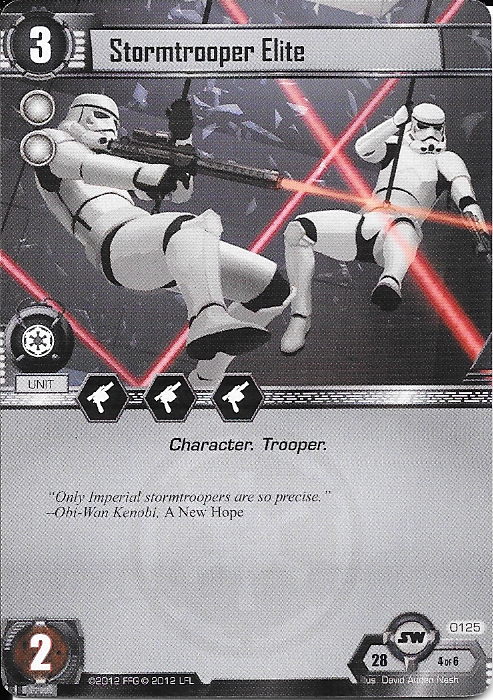 3
Stormtrooper Elite
UNIT
Character. Trooper.
“Only Imperial stormtroopers are so precise.”
–Obi-Wan Kenobi, A New Hope
2
0125
SW
28
4 OF 6
©2012 FFG © 2012 LFL
David Auden Nash